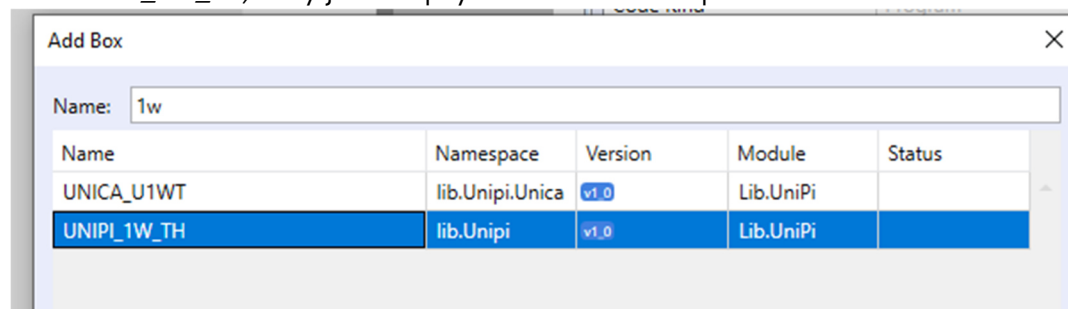 Add Box
Name: 1w
Name Namespace Version Module Status
UNICA_U1WT lib.Unipi.Unica v1_0 Lib.UniPi
UNIPI_1W_TH lib.Unipi v1_0 Lib.UniPi